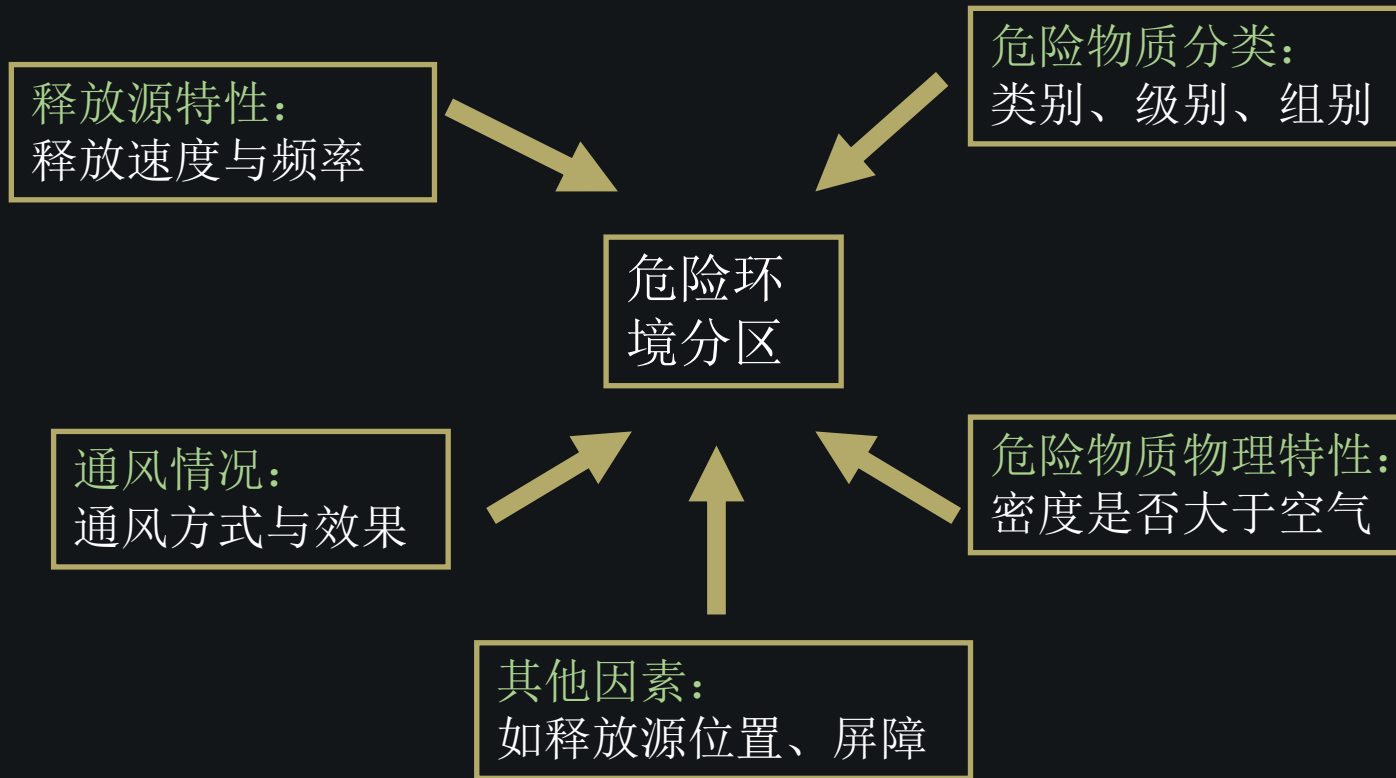 释放源特性：
释放速度与频率
危险物质分类：
类别、级别、组别
危险环
境分区
通风情况：
通风方式与效果
危险物质物理特性：
密度是否大于空气
其他因素：
如释放源位置、屏障